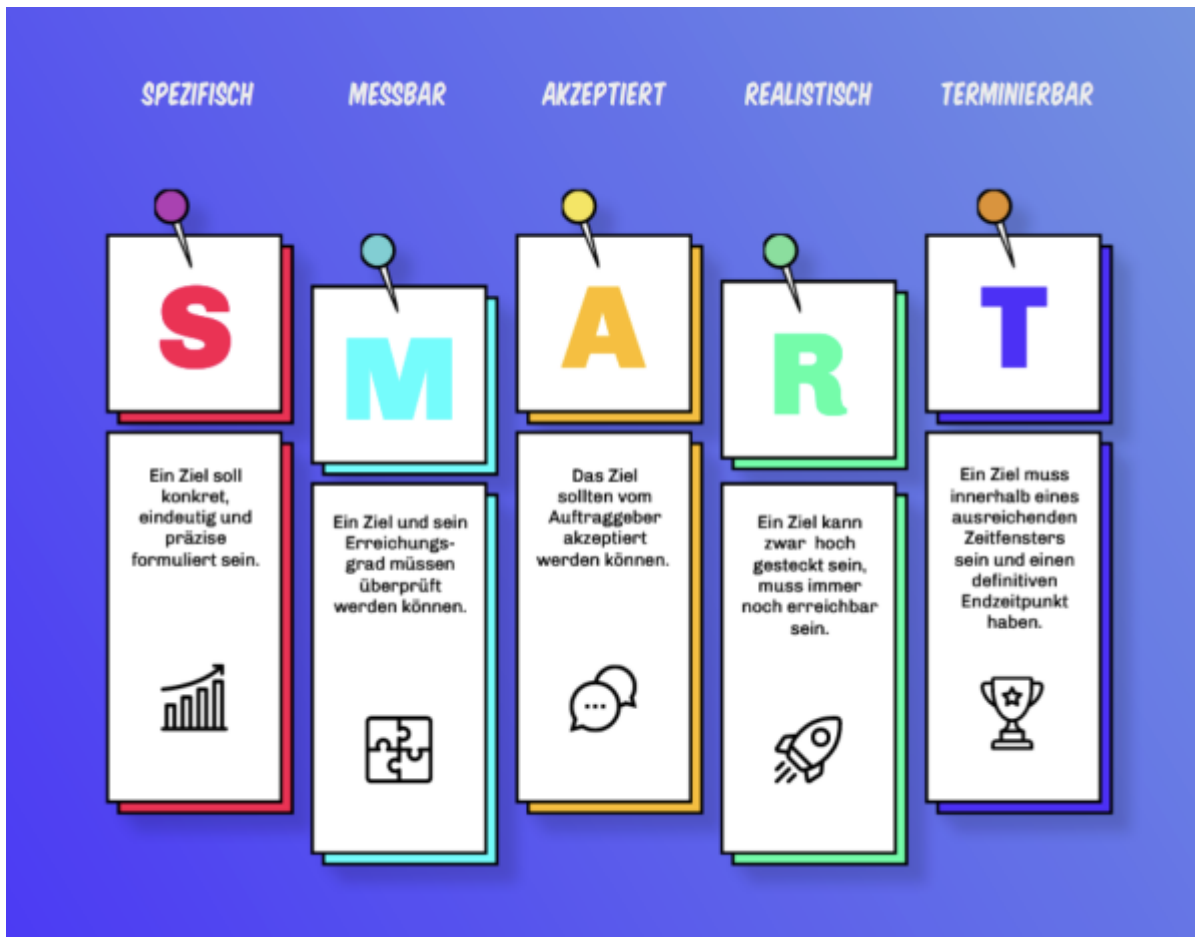 SPEZIFISCH
MESSBAR
AKZEPTIERT
REALISTISCH
TERMINIERBAR
S
M
A
R
T
Ein Ziel soll
konkret,
eindeutig und
präzise
formuliert sein.
Ein Ziel und sein
Erreichungs-
grad müssen
überprüft
werden können.
Das Ziel
sollten vom
Auftraggeber
akzeptiert
werden können.
Ein Ziel kann
zwar hoch
gesteckt sein,
muss immer
noch erreichbar
sein.
Ein Ziel muss
innerhalb eines
ausreichenden
Zeitfensters
sein und einen
definitiven
Endzeitpunkt
haben.